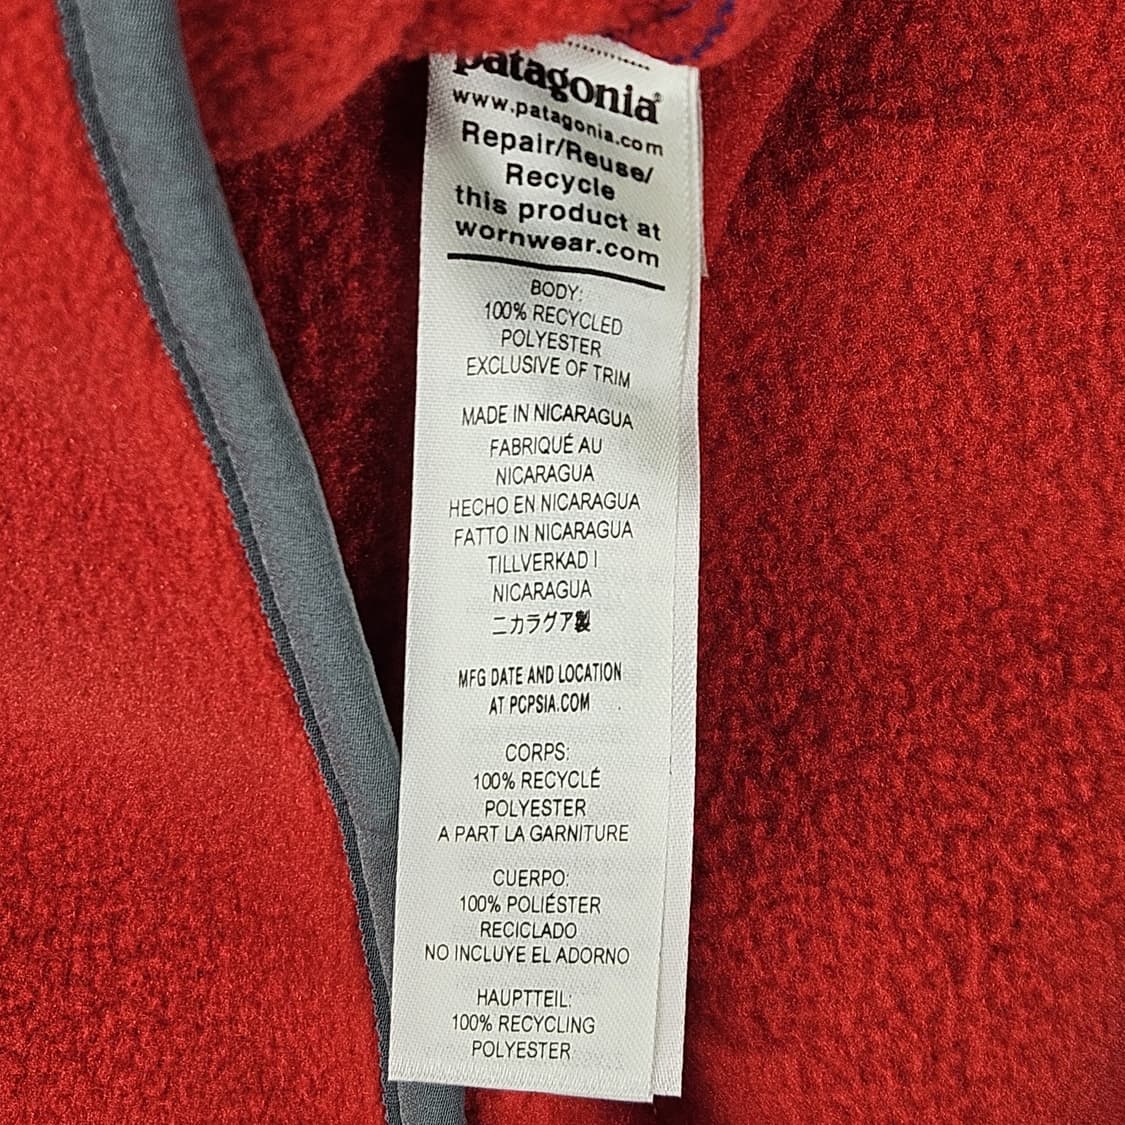 patagonia®
www.patagonia.com
Repair/Reuse/
Recycle
this product at
wornwear.com
BODY:
100% RECYCLED
POLYESTER
EXCLUSIVE OF TRIM
MADE IN NICARAGUA
FABRIQUÉ AU
NICARAGUA
HECHO EN NICARAGUA
FATTO IN NICARAGUA
TILLVERKAD I
NICARAGUA
ニカラグア製
MFG DATE AND LOCATION
AT PCPSIA.COM
CORPS:
100% RECYCLÉ
POLYESTER
A PART LA GARNITURE
CUERPO:
100% POLIÉSTER
RECICLADO
NO INCLUYE EL ADORNO
HAUPTTEIL:
100% RECYCLING
POLYESTER